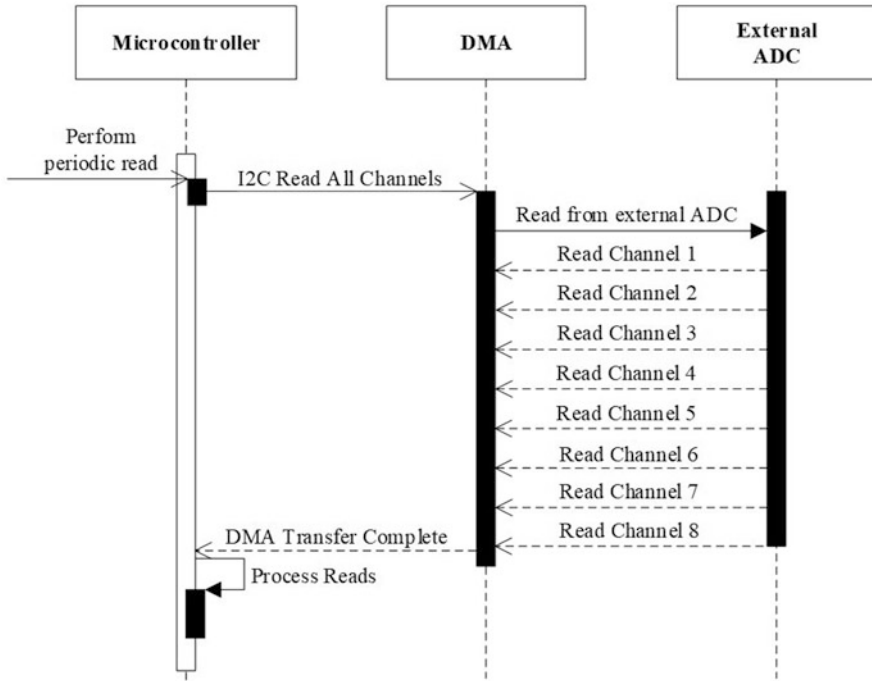 Microcontroller
DMA
External
ADC
Perform
periodic read
I2C Read All Channels
Read from external ADC
Read Channel 1
Read Channel 2
Read Channel 3
Read Channel 4
Read Channel 5
Read Channel 6
Read Channel 7
Read Channel 8
DMA Transfer Complete
Process Reads